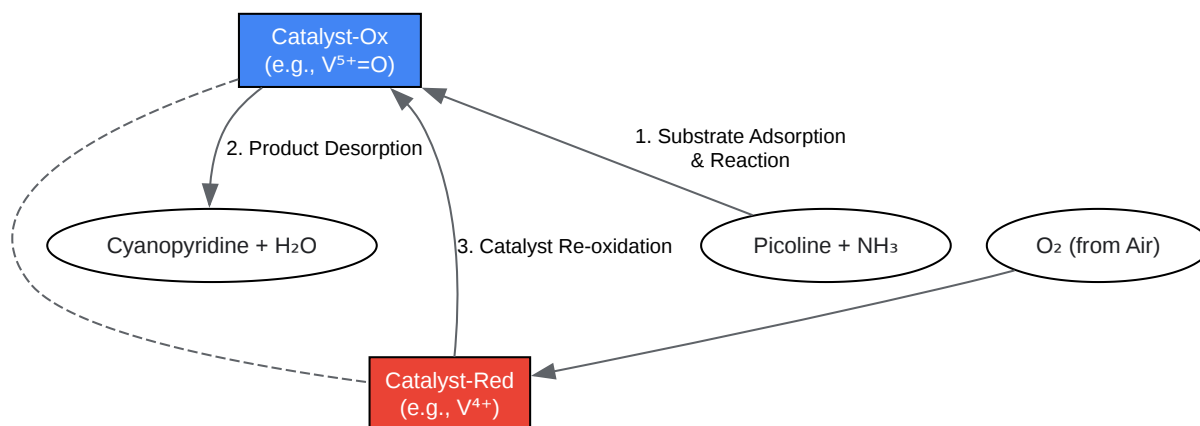 Catalyst-Ox
(e.g., V⁵⁺=O)
1. Substrate Adsorption
& Reaction
2. Product Desorption
Cyanopyridine + H₂O
3. Catalyst Re-oxidation
Picoline + NH₃
O₂ (from Air)
Catalyst-Red
(e.g., V⁴⁺)